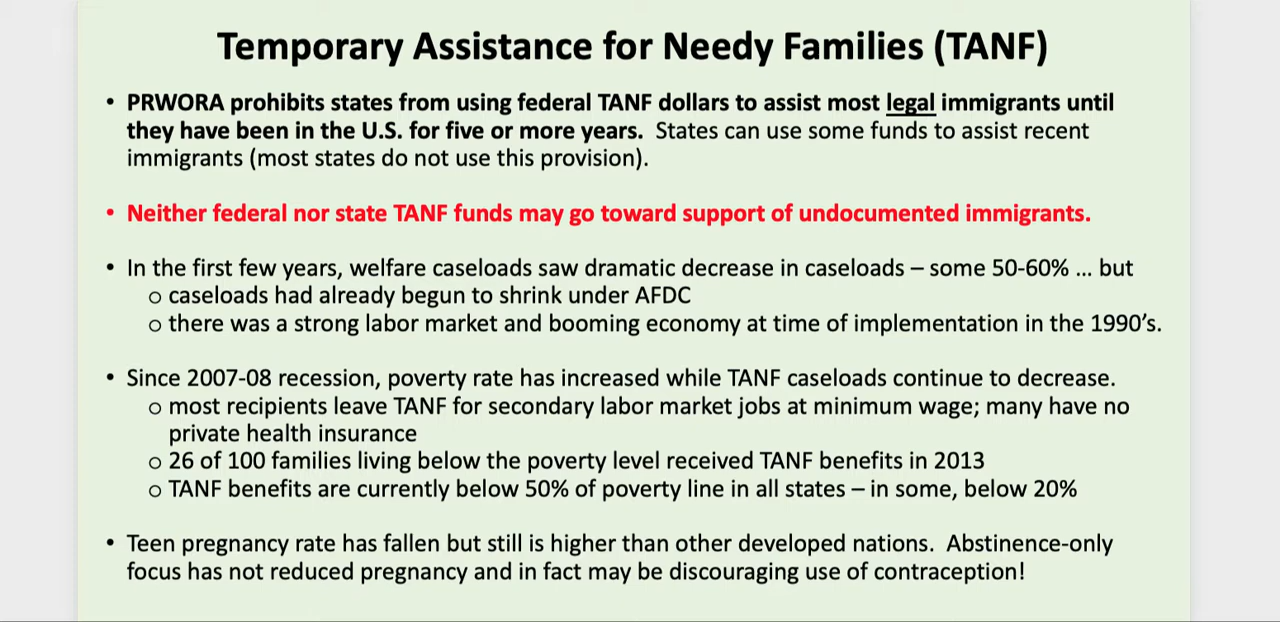 Temporary Assistance for Needy Families (TANF)
• PRWORA prohibits states from using federal TANF dollars to assist most legal immigrants until
they have been in the U.S. for five or more years.  States can use some funds to assist recent
immigrants (most states do not use this provision).
• Neither federal nor state TANF funds may go toward support of undocumented immigrants.
• In the first few years, welfare caseloads saw dramatic decrease in caseloads – some 50-60% ... but
o caseloads had already begun to shrink under AFDC
o there was a strong labor market and booming economy at time of implementation in the 1990’s.
• Since 2007-08 recession, poverty rate has increased while TANF caseloads continue to decrease.
o most recipients leave TANF for secondary labor market jobs at minimum wage; many have no
private health insurance
o 26 of 100 families living below the poverty level received TANF benefits in 2013
o TANF benefits are currently below 50% of poverty line in all states – in some, below 20%
• Teen pregnancy rate has fallen but still is higher than other developed nations.  Abstinence-only
focus has not reduced pregnancy and in fact may be discouraging use of contraception!